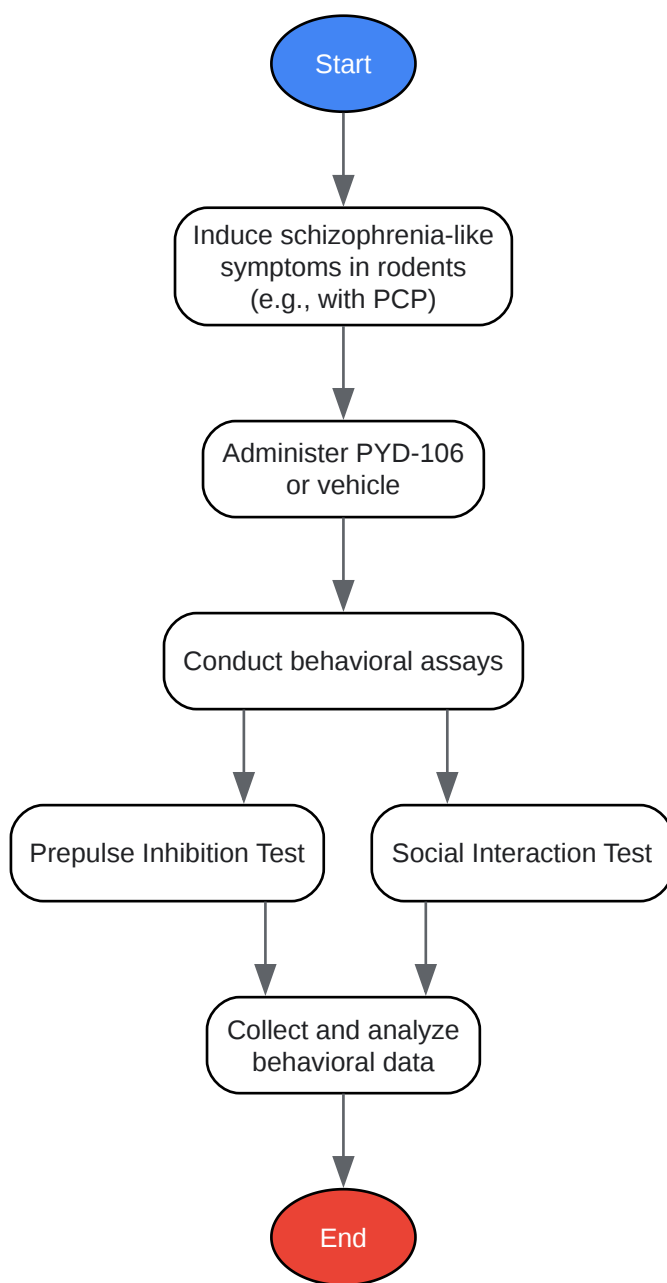 Start
Induce schizophrenia-like
symptoms in rodents
(e.g., with PCP)
Administer PYD-106
or vehicle
Conduct behavioral assays
Prepulse Inhibition Test
Social Interaction Test
Collect and analyze
behavioral data
End